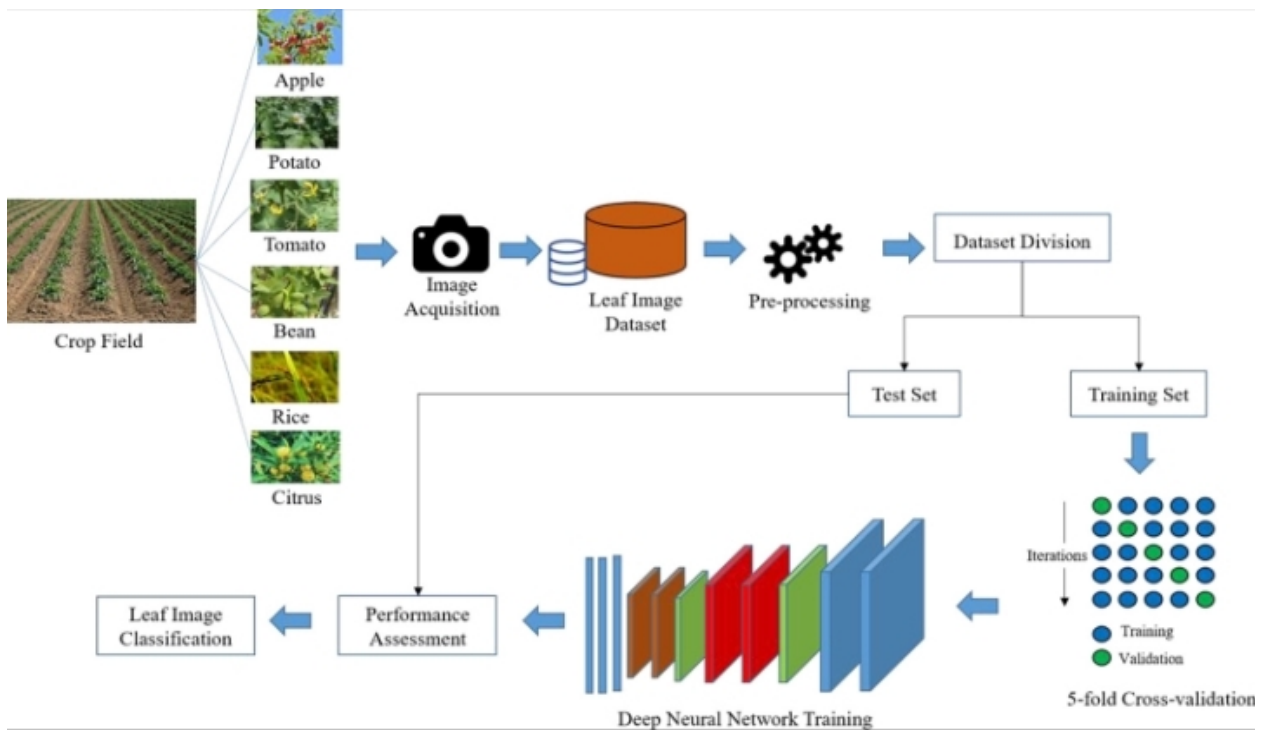 Apple
Potato
Tomato
Bean
Rice
Citrus
Crop Field
Image
Acquisition
Leaf Image
Dataset
Pre-processing
Dataset Division
Test Set
Training Set
Iterations
Training
Validation
5-fold Cross-validation
Deep Neural Network Training
Performance
Assessment
Leaf Image
Classification